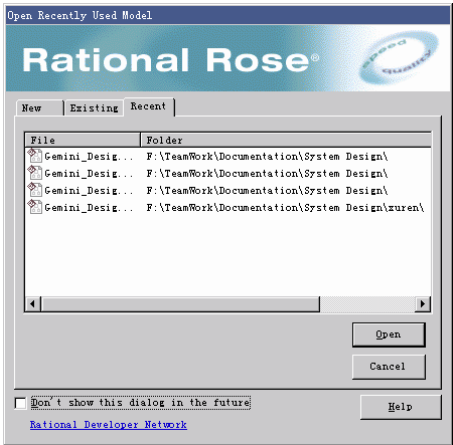 Open Recently Used Model
Rational Rose®
speed
quality
New Existing Recent
File Folder
Gemini_Desig... F:\TeamWork\Documentation\System Design\
Gemini_Desig... F:\TeamWork\Documentation\System Design\
Gemini_Desig... F:\TeamWork\Documentation\System Design\
Gemini_Desig... F:\TeamWork\Documentation\System Design\zuren\
Open
Cancel
Don't show this dialog in the future
Help
Rational Developer Network